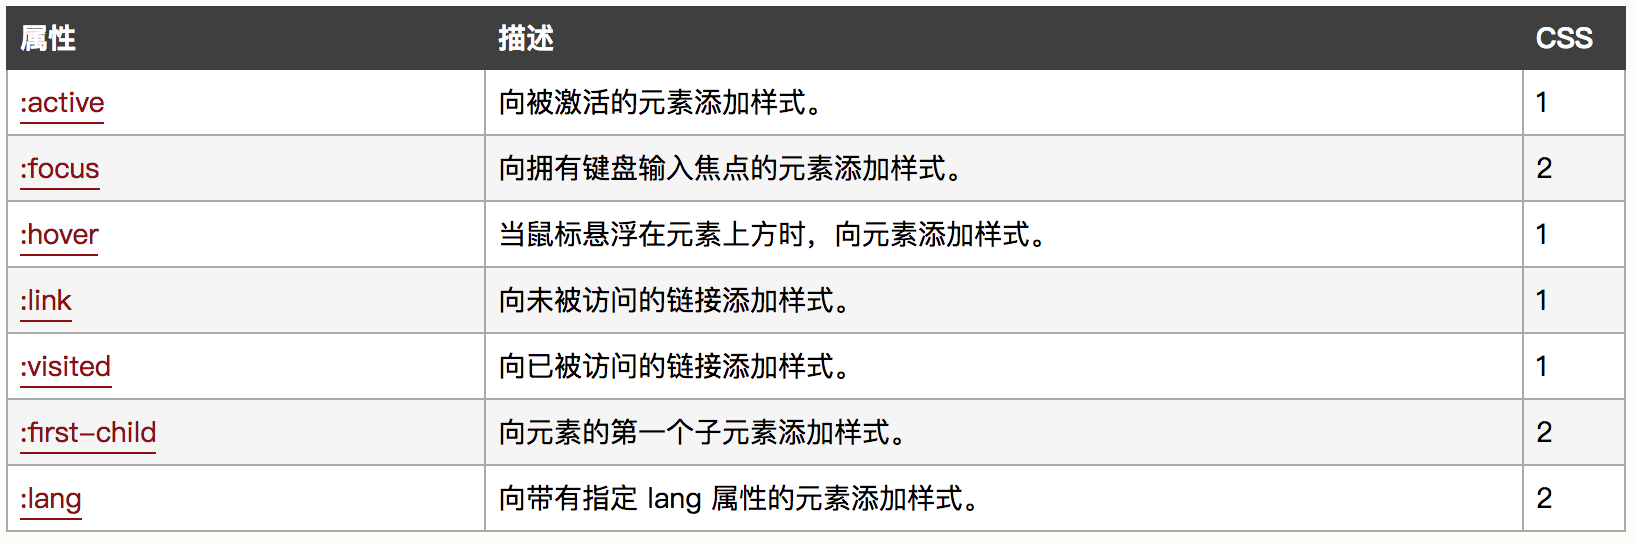 属性 描述 CSS
:active 向被激活的元素添加样式。 1
:focus 向拥有键盘输入焦点的元素添加样式。 2
:hover 当鼠标悬浮在元素上方时，向元素添加样式。 1
:link 向未被访问的链接添加样式。 1
:visited 向已被访问的链接添加样式。 1
:first-child 向元素的第一个子元素添加样式。 2
:lang 向带有指定 lang 属性的元素添加样式。 2